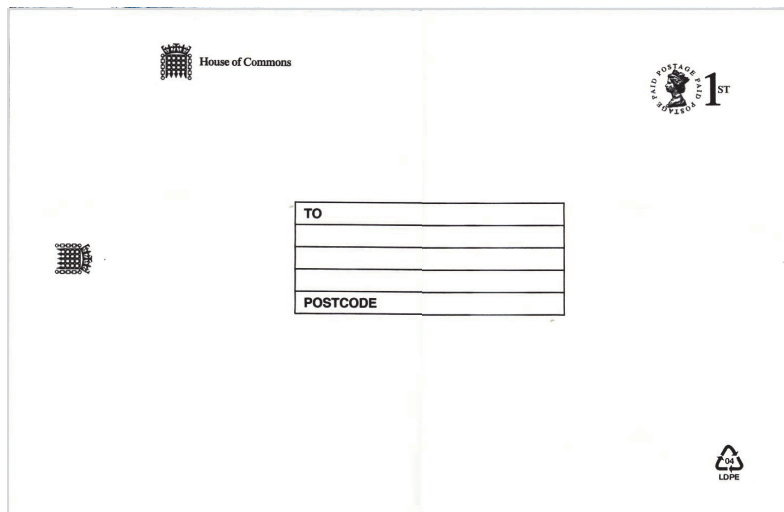 House of Commons
POSTAGE PAID POSTAGE PAID
1ST
TO
POSTCODE
04
LDPE